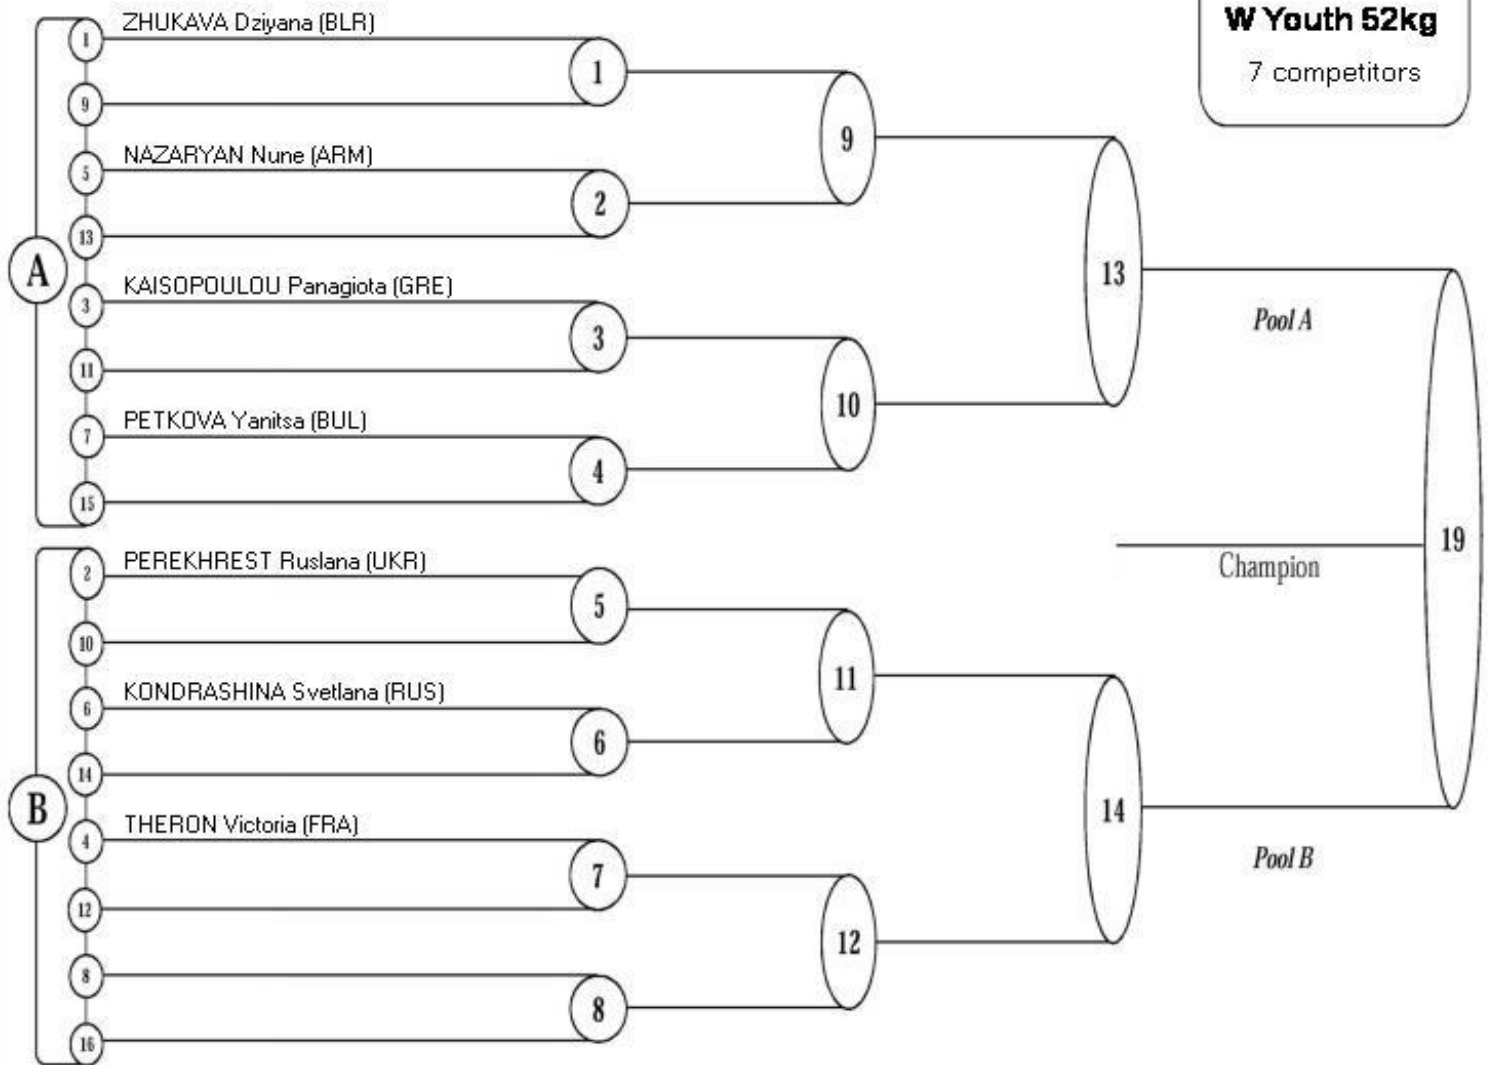 W Youth 52kg
7 competitors
A
1 ZHUKAVA Dziyana (BLR)
9
5 NAZARYAN Nune (ARM)
13
3 KAISOPOULOU Panagiota (GRE)
11
7 PETKOVA Yanitsa (BUL)
15
B
2 PEREKHREST Ruslana (UKR)
10
6 KONDRASHINA Svetlana (RUS)
14
4 THERON Victoria (FRA)
12
8
16
1
2
3
4
5
6
7
8
9
10
11
12
13
14
Pool A
Champion
Pool B
19